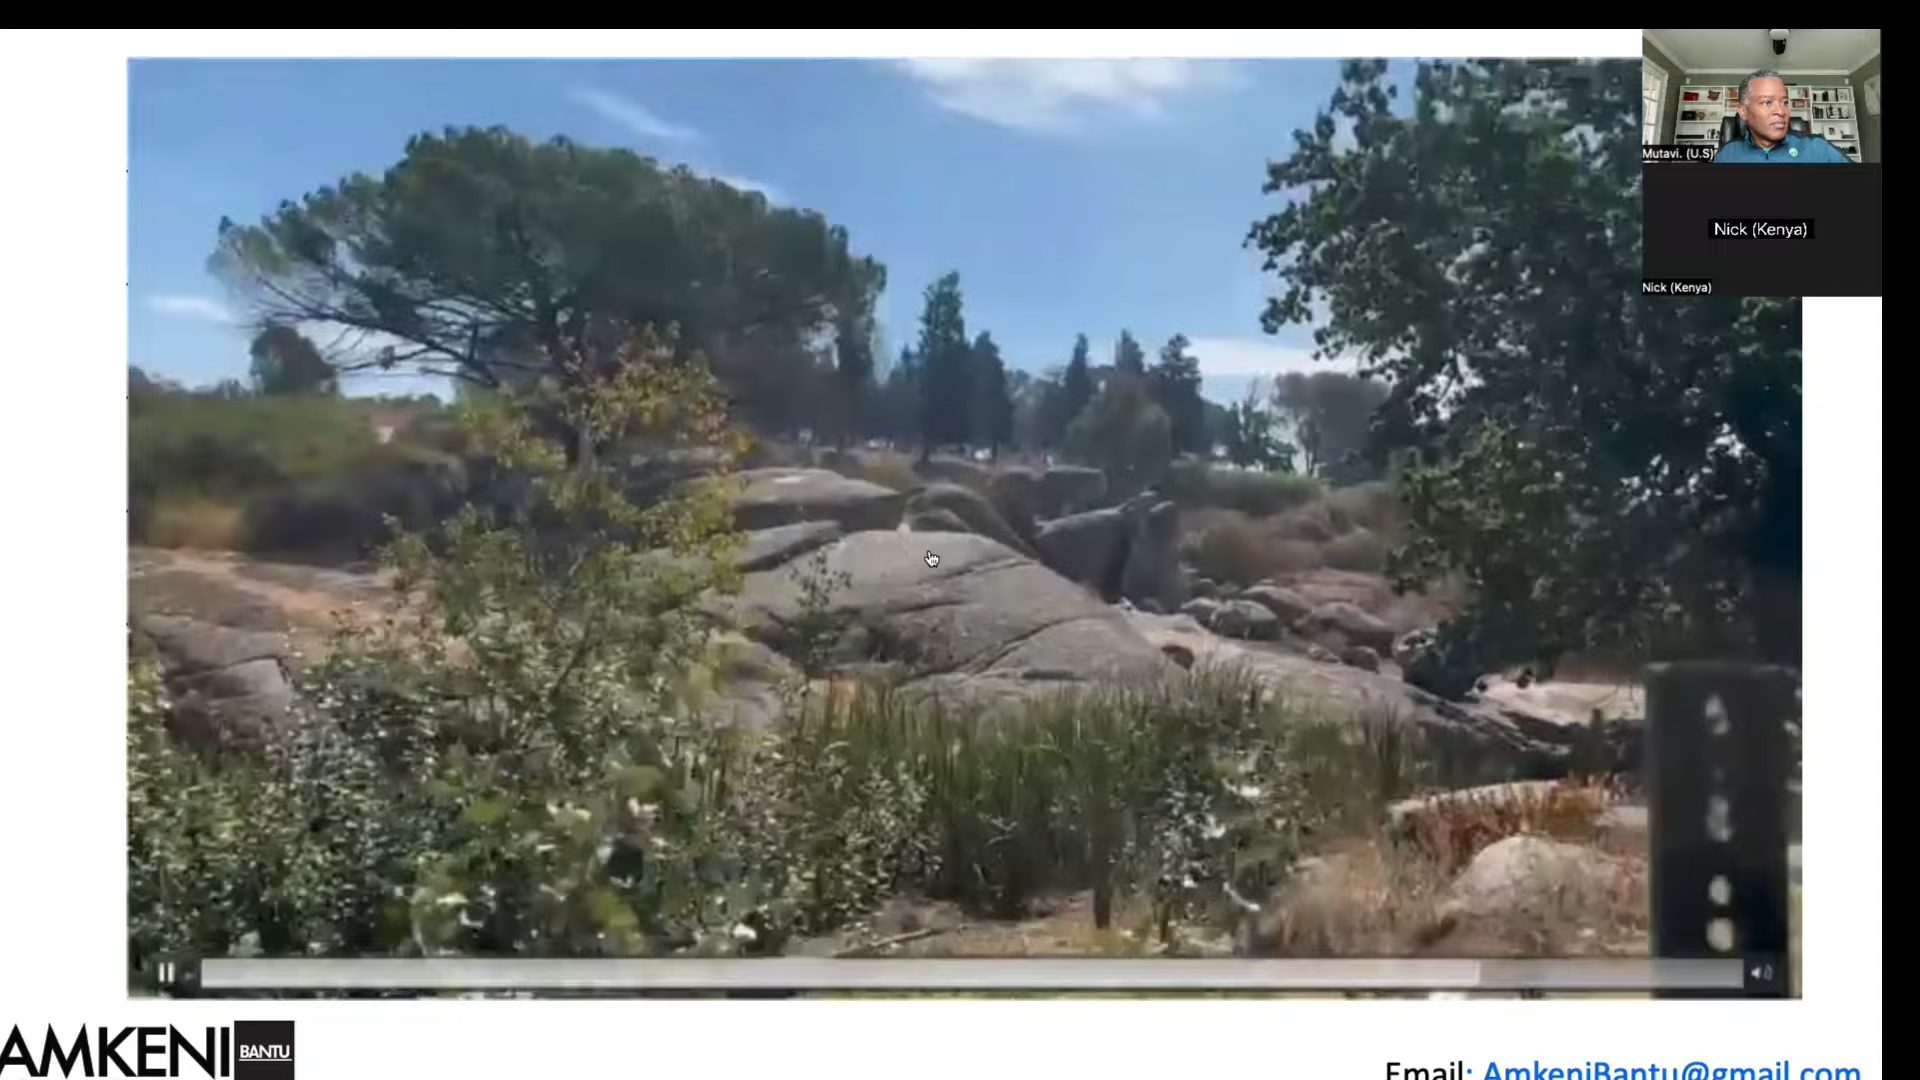 Mutavi. (U.S)
Nick (Kenya)
Nick (Kenya)
AMKENI
BANTU
Email: AmkeniBantu@gmail.com